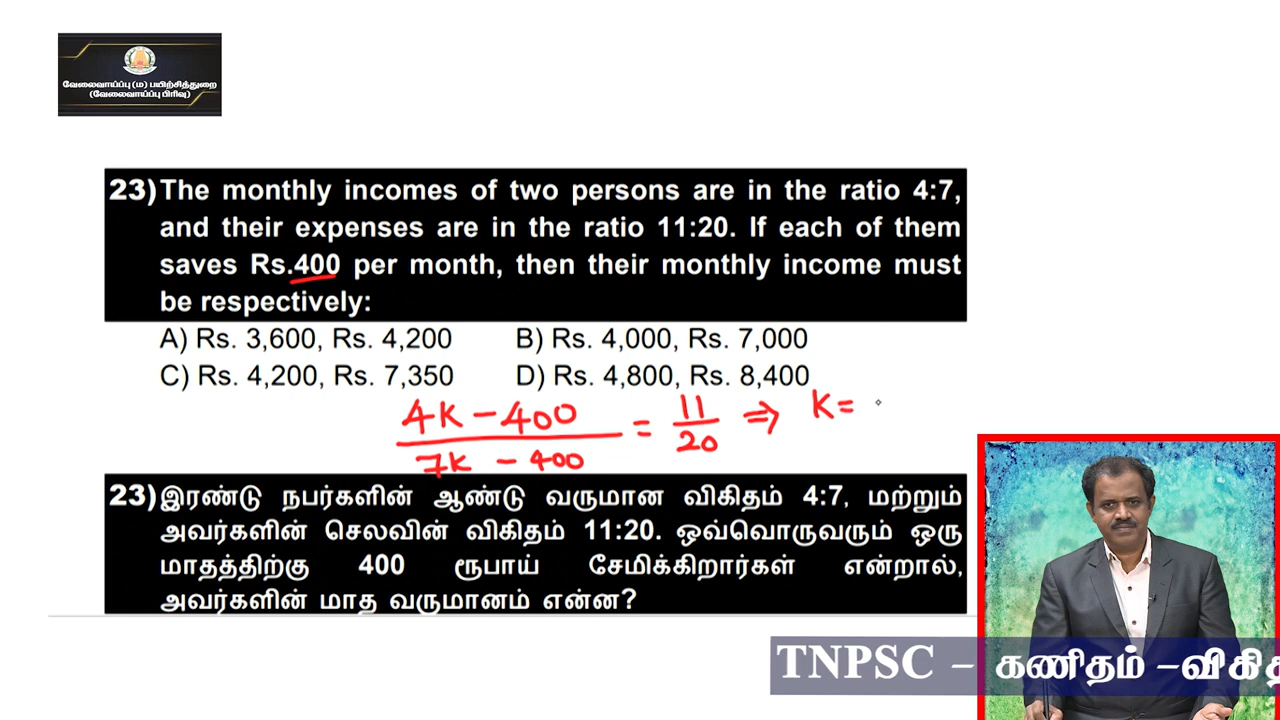 வேலைவாய்ப்பு (ம) பயிற்சித்துறை
(வேலைவாய்ப்பு பிரிவு)
23) The monthly incomes of two persons are in the ratio 4:7,
and their expenses are in the ratio 11:20. If each of them
saves Rs.400 per month, then their monthly income must
be respectively:
A) Rs. 3,600, Rs. 4,200 B) Rs. 4,000, Rs. 7,000
C) Rs. 4,200, Rs. 7,350 D) Rs. 4,800, Rs. 8,400
4K - 400 / 7K - 400 = 11/20 ⇒ K =
23) இரண்டு நபர்களின் ஆண்டு வருமான விகிதம் 4:7, மற்றும்
அவர்களின் செலவின் விகிதம் 11:20. ஒவ்வொருவரும் ஒரு
மாதத்திற்கு 400 ரூபாய் சேமிக்கிறார்கள் என்றால்,
அவர்களின் மாத வருமானம் என்ன?
TNPSC – கணிதம் –விகித